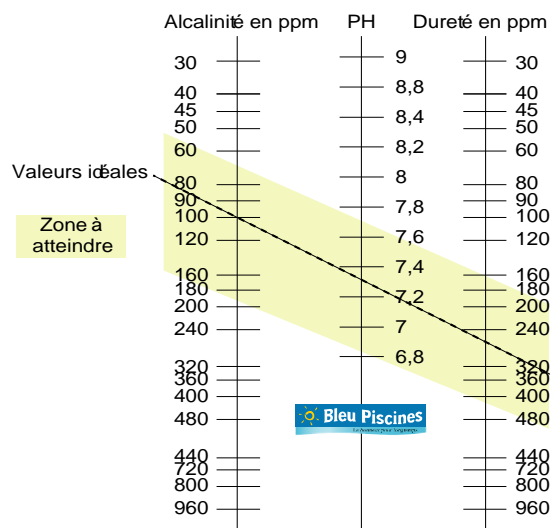 Alcalinité en ppm PH Dureté en ppm
30 9 30
40 8,8 40
45 8,4 45
50 8,2 50
60 8 60
Valeurs idéales
80 7,8 80
90 7,6 90
100 7,4 100
120 7,2 120
Zone à
atteindre
160 7 160
180 6,8 180
200 200
240 240
320 320
360 360
400 400
Bleu Piscines
480 480
440 440
720 720
800 800
960 960